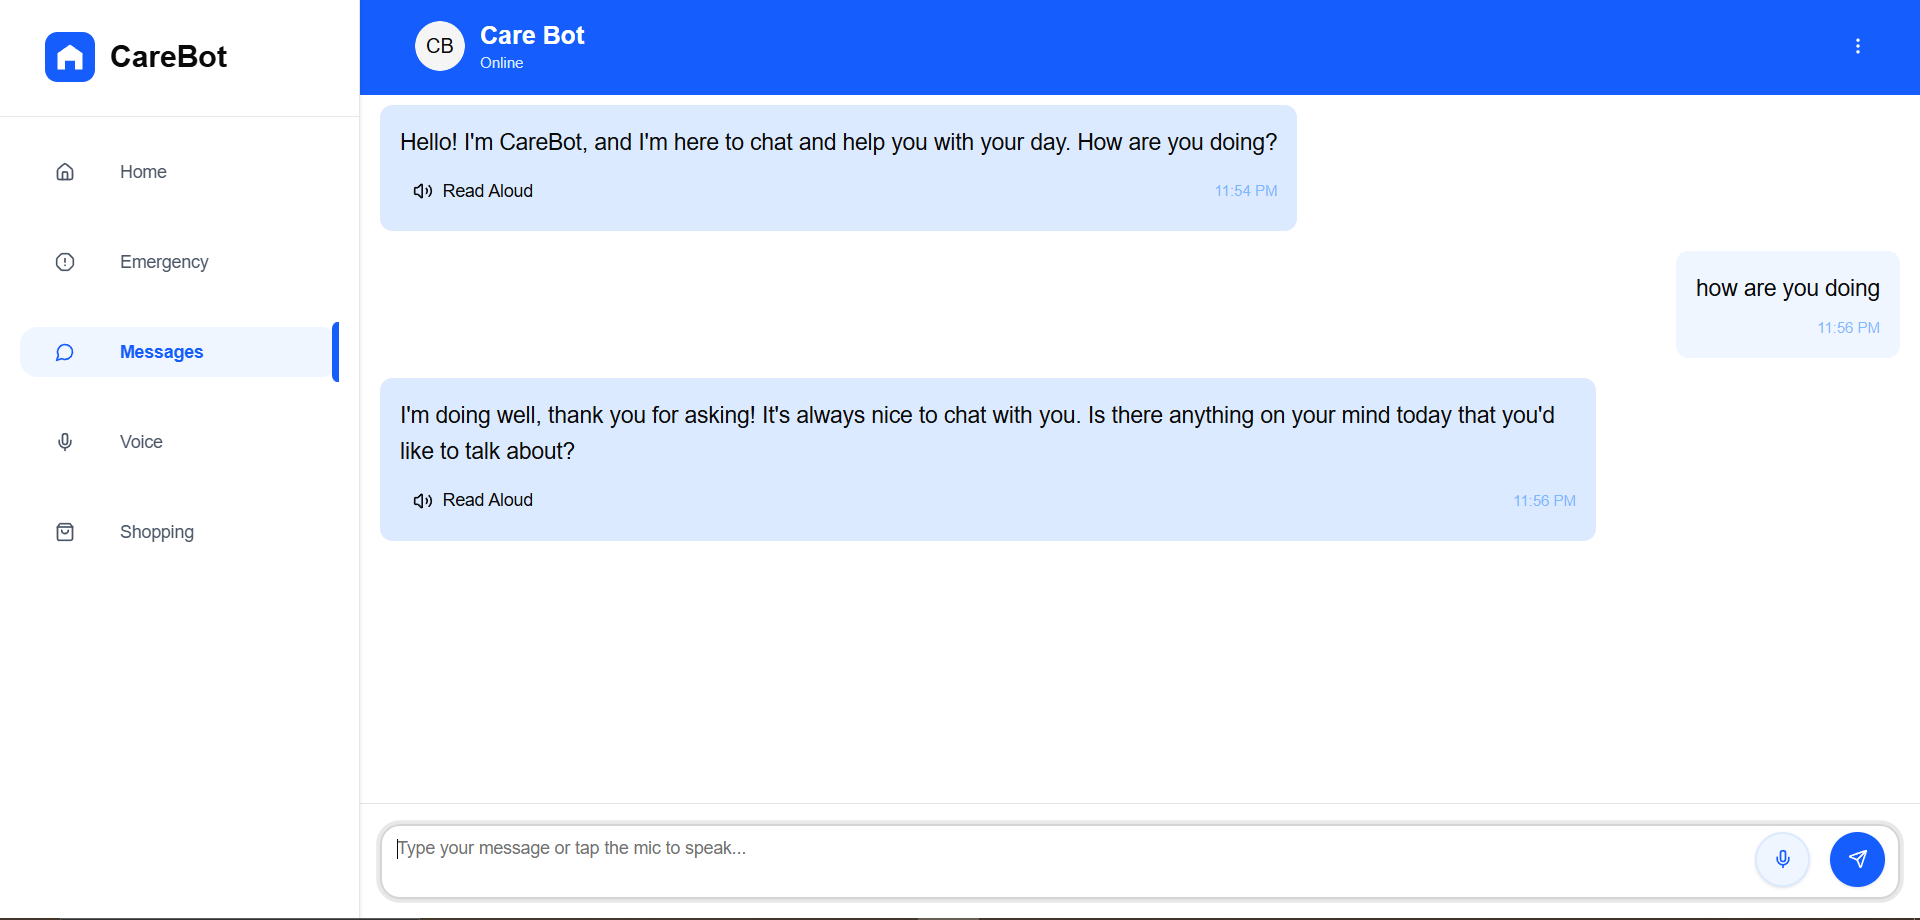 CareBot
Home
Emergency
Messages
Voice
Shopping
CB
Care Bot
Online
Hello! I'm CareBot, and I'm here to chat and help you with your day. How are you doing?
Read Aloud
11:54 PM
how are you doing
11:56 PM
I'm doing well, thank you for asking! It's always nice to chat with you. Is there anything on your mind today that you'd
like to talk about?
Read Aloud
11:56 PM
Type your message or tap the mic to speak...